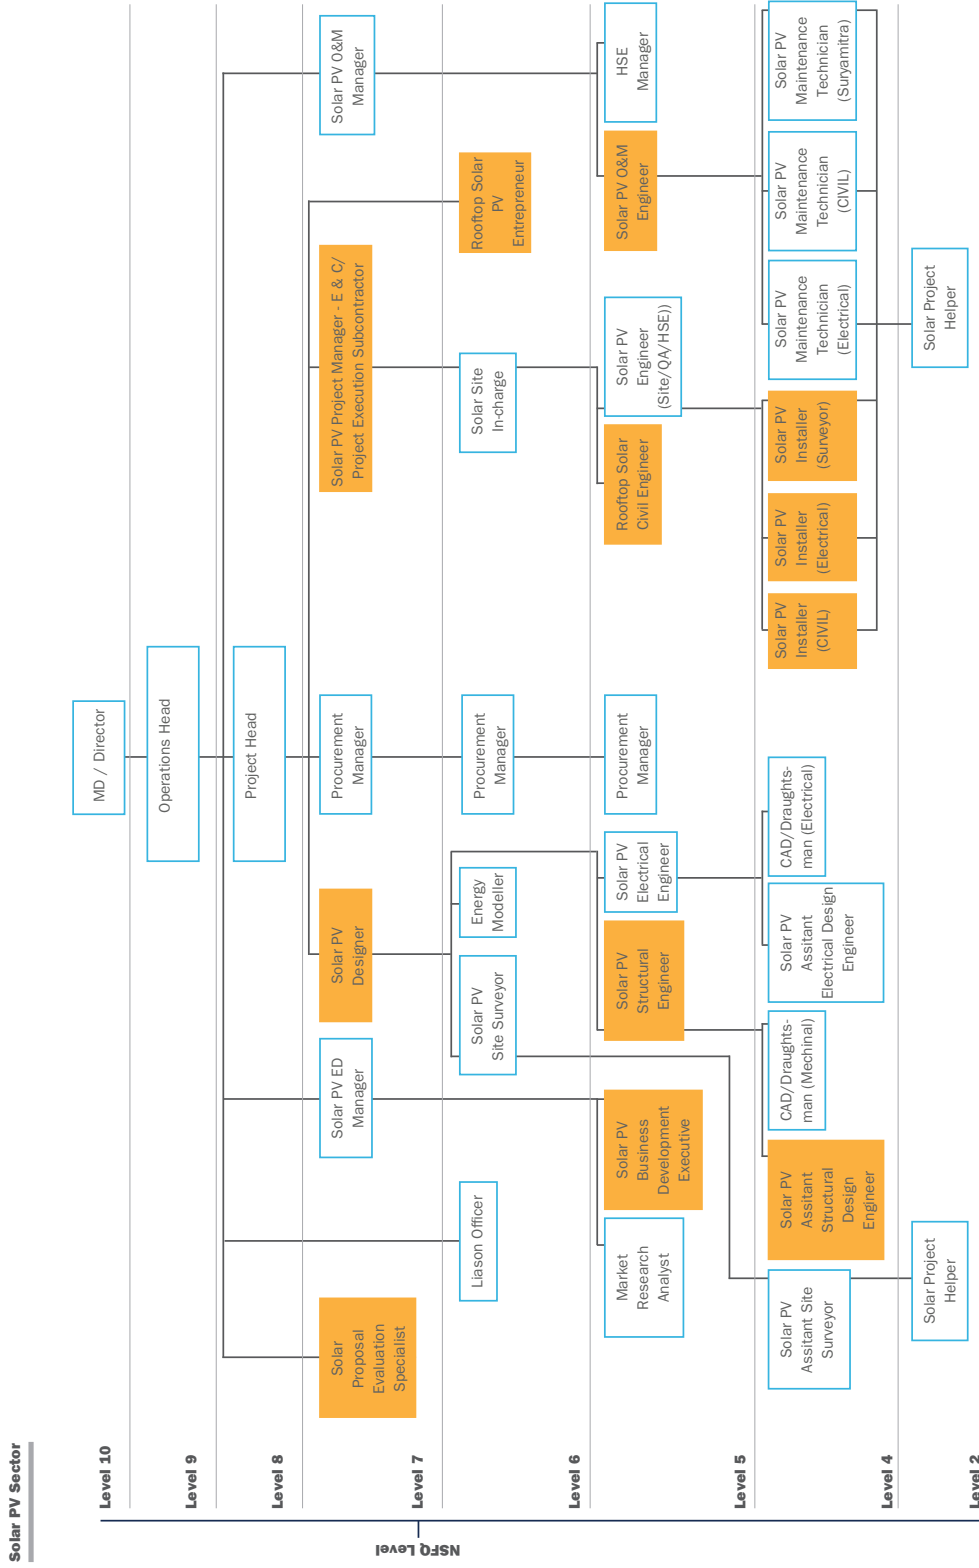 Solar PV Sector
NSFQ Level
Level 10
MD / Director
Level 9
Operations Head
Level 8
Project Head
Level 7
Solar
Proposal
Evaluation
Specialist
Solar PV ED
Manager
Solar PV
Designer
Procurement
Manager
Solar PV Project Manager - E & C/
Project Execution Subcontractor
Solar PV O&M
Manager
Level 6
Liason Officer
Solar PV
Site Surveyor
Energy
Modeller
Procurement
Manager
Solar Site
In-charge
Rooftop Solar
PV
Entrepreneur
Level 5
Market
Research
Analyst
Solar PV
Business
Development
Executive
Solar PV
Structural
Engineer
Solar PV
Electrical
Engineer
Procurement
Manager
Rooftop Solar
Civil Engineer
Solar PV
Engineer
(Site/QA/HSE))
Solar PV O&M
Engineer
HSE
Manager
Level 4
Solar PV
Assitant Site
Surveyor
Solar PV
Assitant
Structural
Design
Engineer
CAD/Draughts-
man (Mechinal)
Solar PV
Assitant
Electrical Design
Engineer
CAD/Draughts-
man (Electrical)
Solar PV
Installer
(CIVIL)
Solar PV
Installer
(Electrical)
Solar PV
Installer
(Surveyor)
Solar PV
Maintenance
Technician
(Electrical)
Solar PV
Maintenance
Technician
(CIVIL)
Solar PV
Maintenance
Technician
(Suryamitra)
Level 2
Solar Project
Helper
Solar Project
Helper